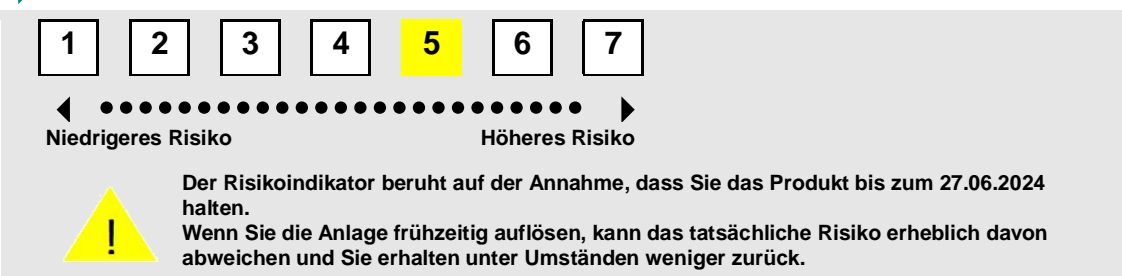 1 2 3 4 5 6 7
Niedrigeres Risiko Höheres Risiko
Der Risikoindikator beruht auf der Annahme, dass Sie das Produkt bis zum 27.06.2024
halten.
!
Wenn Sie die Anlage frühzeitig auflösen, kann das tatsächliche Risiko erheblich davon
abweichen und Sie erhalten unter Umständen weniger zurück.